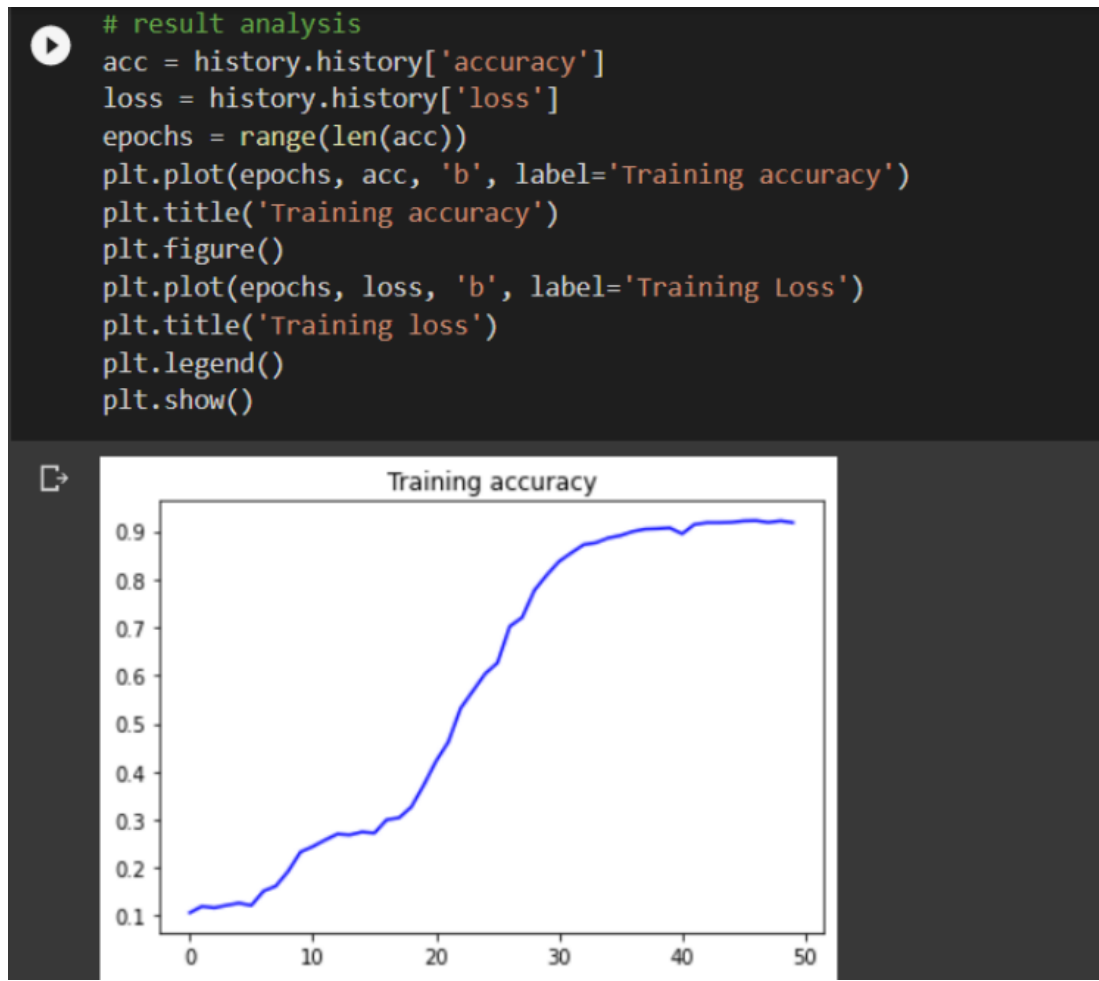 # result analysis
acc = history.history['accuracy']
loss = history.history['loss']
epochs = range(len(acc))
plt.plot(epochs, acc, 'b', label='Training accuracy')
plt.title('Training accuracy')
plt.figure()
plt.plot(epochs, loss, 'b', label='Training Loss')
plt.title('Training loss')
plt.legend()
plt.show()
Training accuracy
0.9
0.8
0.7
0.6
0.5
0.4
0.3
0.2
0.1
0 10 20 30 40 50